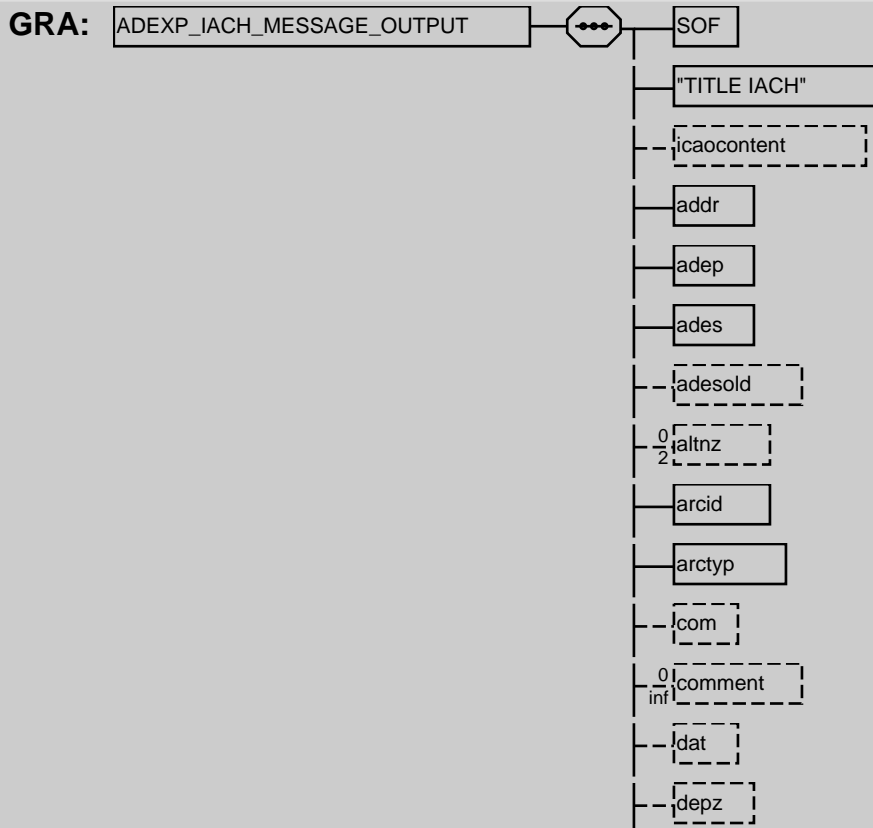 GRA: ADEXP_IACH_MESSAGE_OUTPUT SOF
"TITLE IACH"
icaocontent
addr
adep
ades
adesold
0
2
altnz
arcid
arctyp
com
0
inf
comment
dat
depz